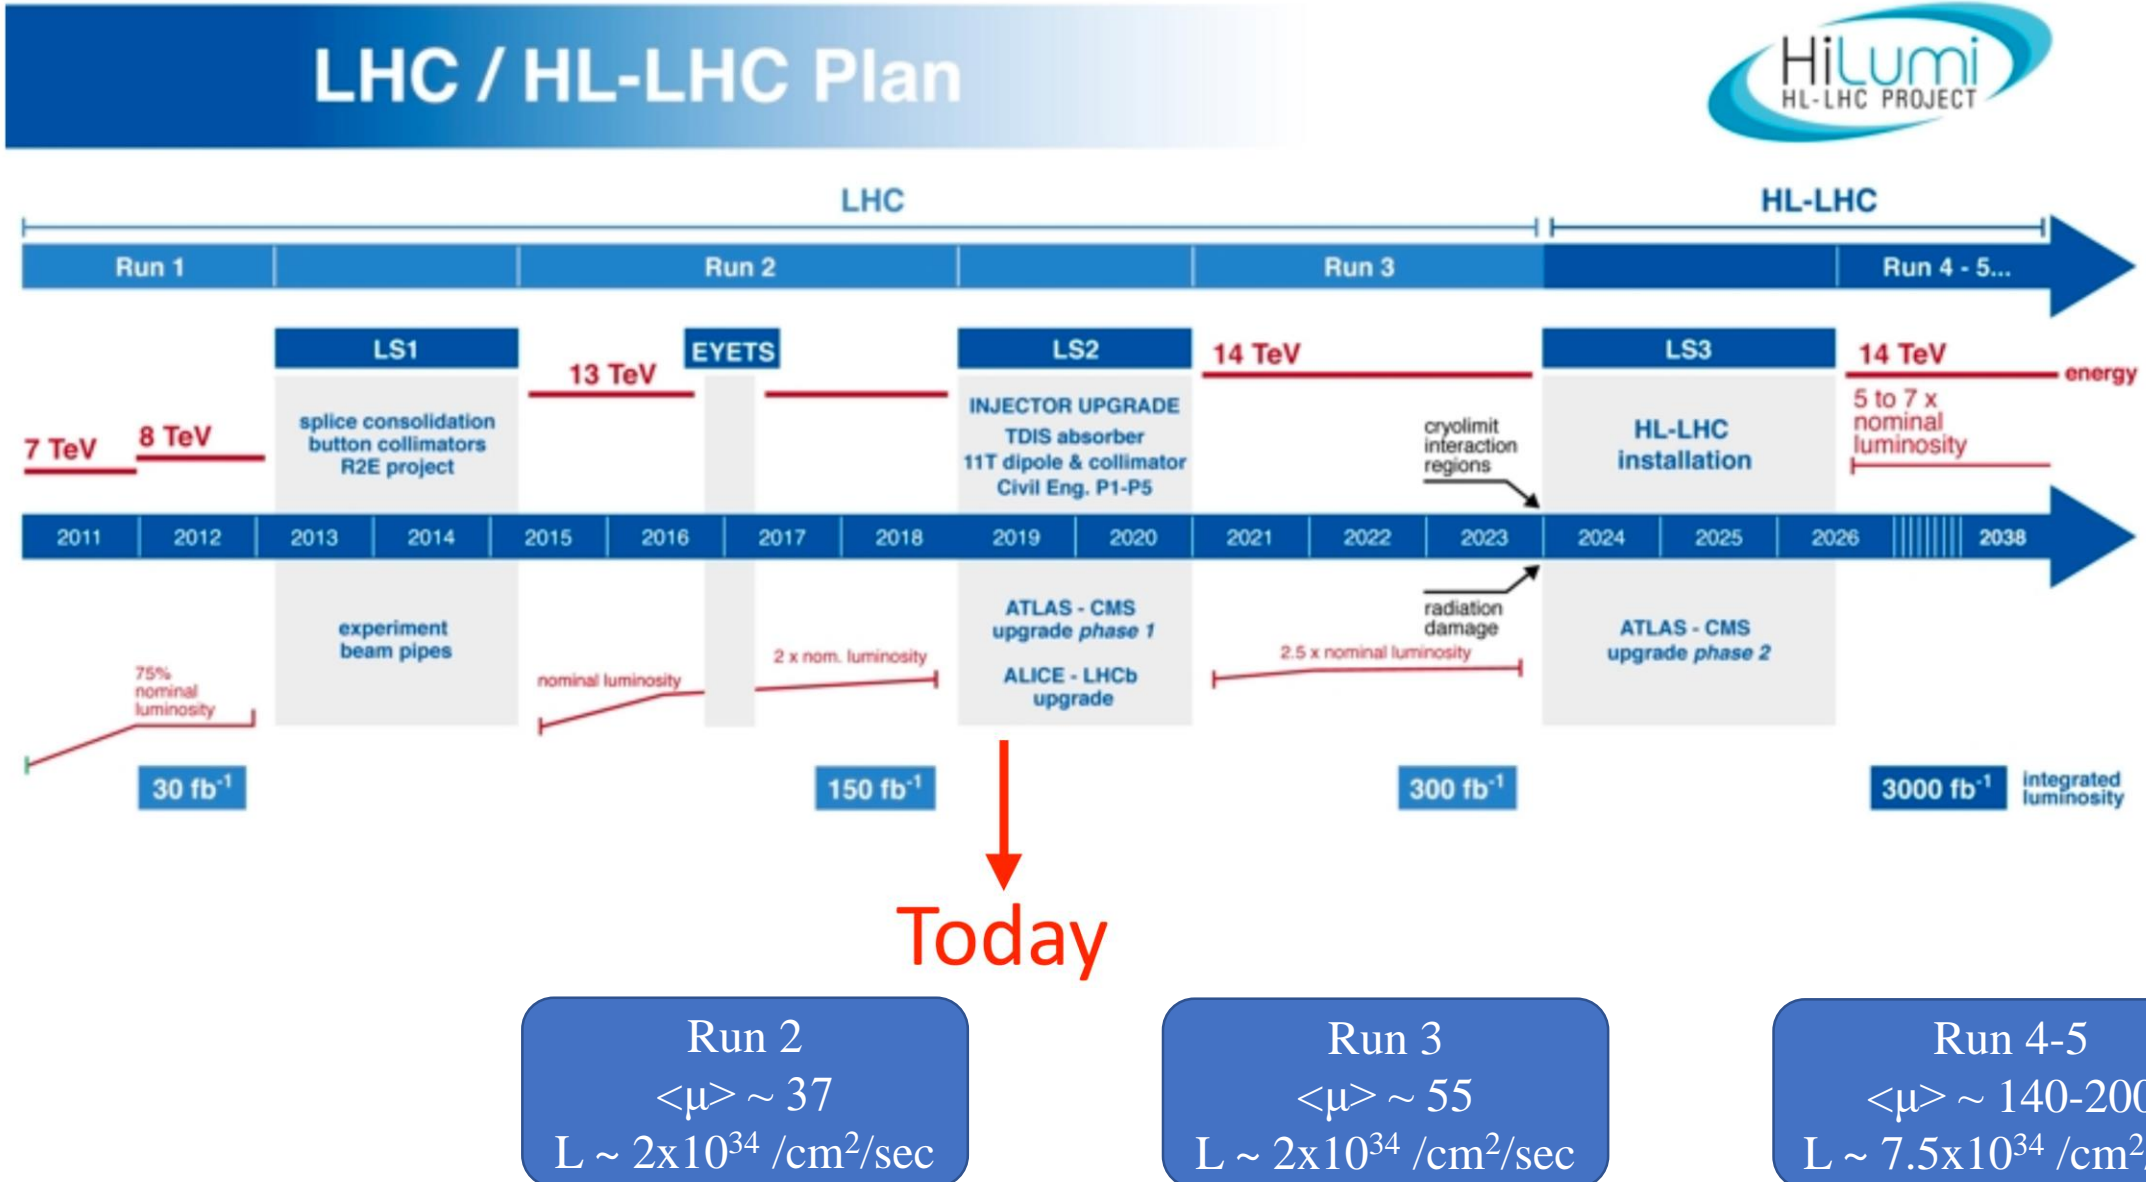 LHC / HL-LHC Plan
HiLumi
HL-LHC PROJECT
LHC
HL-LHC
Run 1
Run 2
Run 3
Run 4 - 5...
LS1
EYETS
LS2
LS3
7 TeV
8 TeV
13 TeV
14 TeV
14 TeV
energy
splice consolidation
button collimators
R2E project
INJECTOR UPGRADE
TDIS absorber
11T dipole & collimator
Civil Eng. P1-P5
cryolimit
interaction
regions
HL-LHC
installation
5 to 7 x
nominal
luminosity
2011
2012
2013
2014
2015
2016
2017
2018
2019
2020
2021
2022
2023
2024
2025
2026
2038
75%
nominal
luminosity
experiment
beam pipes
nominal luminosity
2 x nom. luminosity
ATLAS - CMS
upgrade phase 1
ALICE - LHCb
upgrade
2.5 x nominal luminosity
radiation
damage
ATLAS - CMS
upgrade phase 2
30 fb⁻¹
150 fb⁻¹
300 fb⁻¹
3000 fb⁻¹
integrated
luminosity
Today
Run 2
<μ> ~ 37
L ~ 2x10³⁴ /cm²/sec
Run 3
<μ> ~ 55
L ~ 2x10³⁴ /cm²/sec
Run 4-5
<μ> ~ 140-200
L ~ 7.5x10³⁴ /cm²/